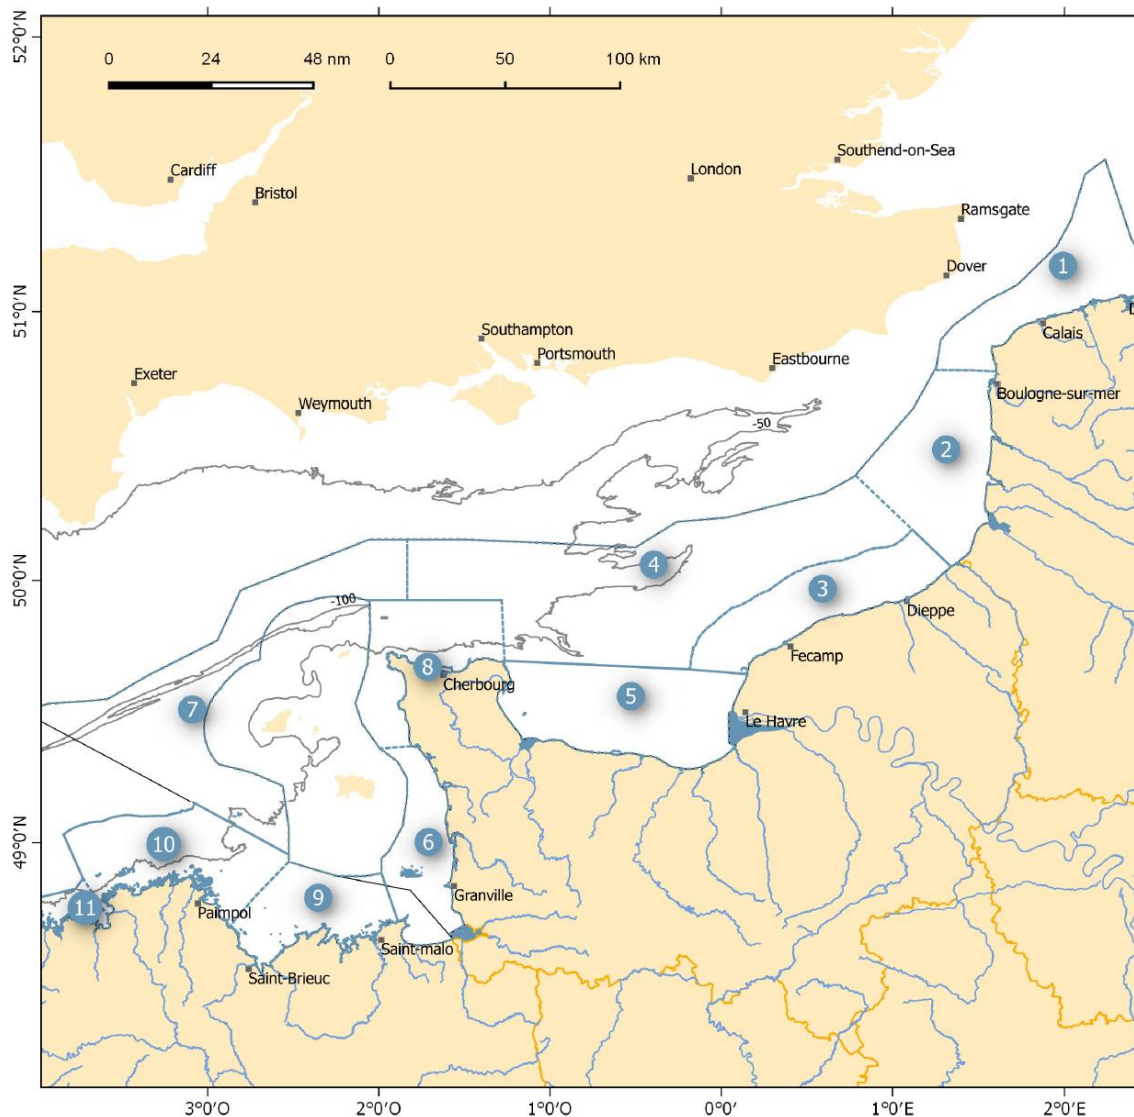 52°0'N
0 24 48 nm
0 50 100 km
Southend-on-Sea
Cardiff
London
Bristol
Ramsgate
1
Dover
51°0'N
Southampton
Calais
Portsmouth
Eastbourne
Exeter
Boulogne-sur-mer
Weymouth
-50
2
50°0'N
4
3
-100
Dieppe
Fecamp
8
Cherbourg
5
7
Le Havre
49°0'N
10
6
Granville
9
11
Paimpol
Saint-malo
Saint-Brieuc
3°0'O 2°0'O 1°0'O 0°0'O 1°0'E 2°0'E